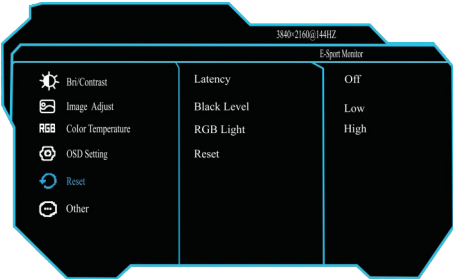 3840×2160@144HZ
E-Sport Monitor
Bri/Contrast
Image Adjust
RGB Color Temperature
OSD Setting
Reset
Other
Latency
Black Level
RGB Light
Reset
Off
Low
High